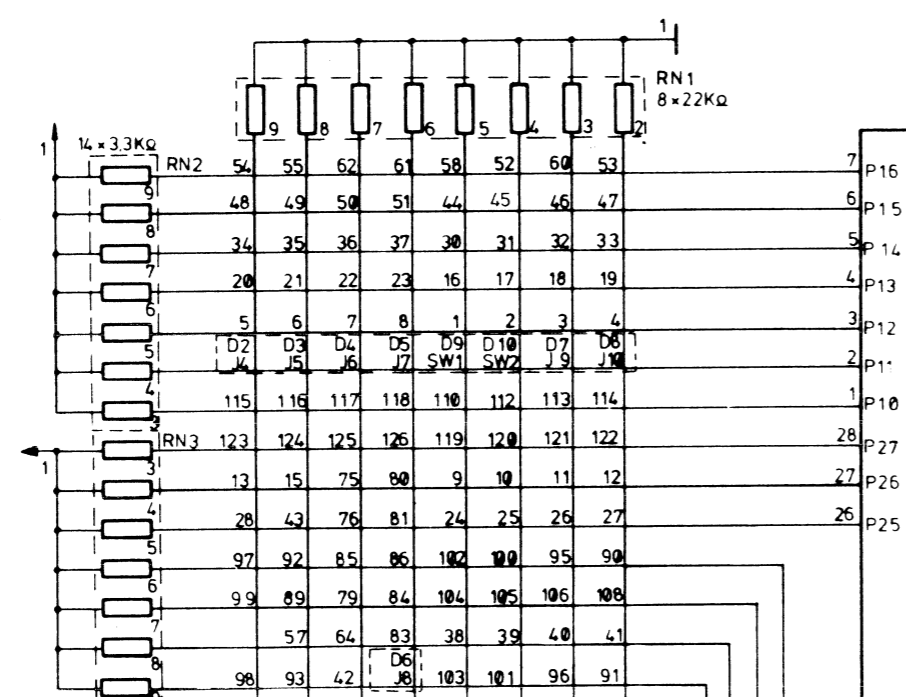 1
RN1
8×22KΩ
9 8 7 6 5 4 3 2
1
14×3,3KΩ
RN2 54 55 62 61 58 52 60 53 7 P16
9
48 49 50 51 44 45 46 47 6 P15
8
34 35 36 37 30 31 32 33 5 P14
7
20 21 22 23 16 17 18 19 4 P13
6
5 6 7 8 1 2 3 4 3 P12
D2 D3 D4 D5 D9 D10 D7 D8
5
J4 J5 J6 J7 SW1 SW2 J9 J10 2 P11
4
115 116 117 118 110 112 113 114 1 P10
RN3 123 124 125 126 119 120 121 122 28 P27
1
3
13 15 75 80 9 10 11 12 27 P26
4
28 43 76 81 24 25 26 27 26 P25
5
97 92 85 86 102 100 95 90
6
99 89 79 84 104 105 106 108
7
57 64 83 38 39 40 41
8
D6
98 93 42 J8 103 101 96 91